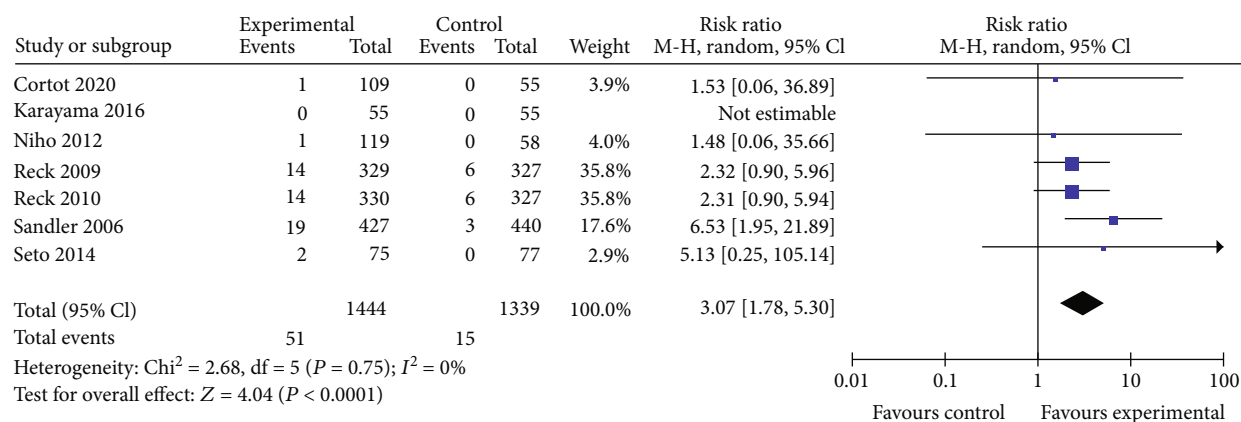 Experimental Control Risk ratio Risk ratio
Study or subgroup Events Total Events Total Weight M-H, random, 95% Cl M-H, random, 95% Cl
Cortot 2020 1 109 0 55 3.9% 1.53 [0.06, 36.89]
Karayama 2016 0 55 0 55 Not estimable
Niho 2012 1 119 0 58 4.0% 1.48 [0.06, 35.66]
Reck 2009 14 329 6 327 35.8% 2.32 [0.90, 5.96]
Reck 2010 14 330 6 327 35.8% 2.31 [0.90, 5.94]
Sandler 2006 19 427 3 440 17.6% 6.53 [1.95, 21.89]
Seto 2014 2 75 0 77 2.9% 5.13 [0.25, 105.14]
Total (95% Cl) 1444 1339 100.0% 3.07 [1.78, 5.30]
Total events 51 15
Heterogeneity: Chi² = 2.68, df = 5 (P = 0.75); I² = 0%
Test for overall effect: Z = 4.04 (P < 0.0001)
0.01 0.1 1 10 100
Favours control Favours experimental